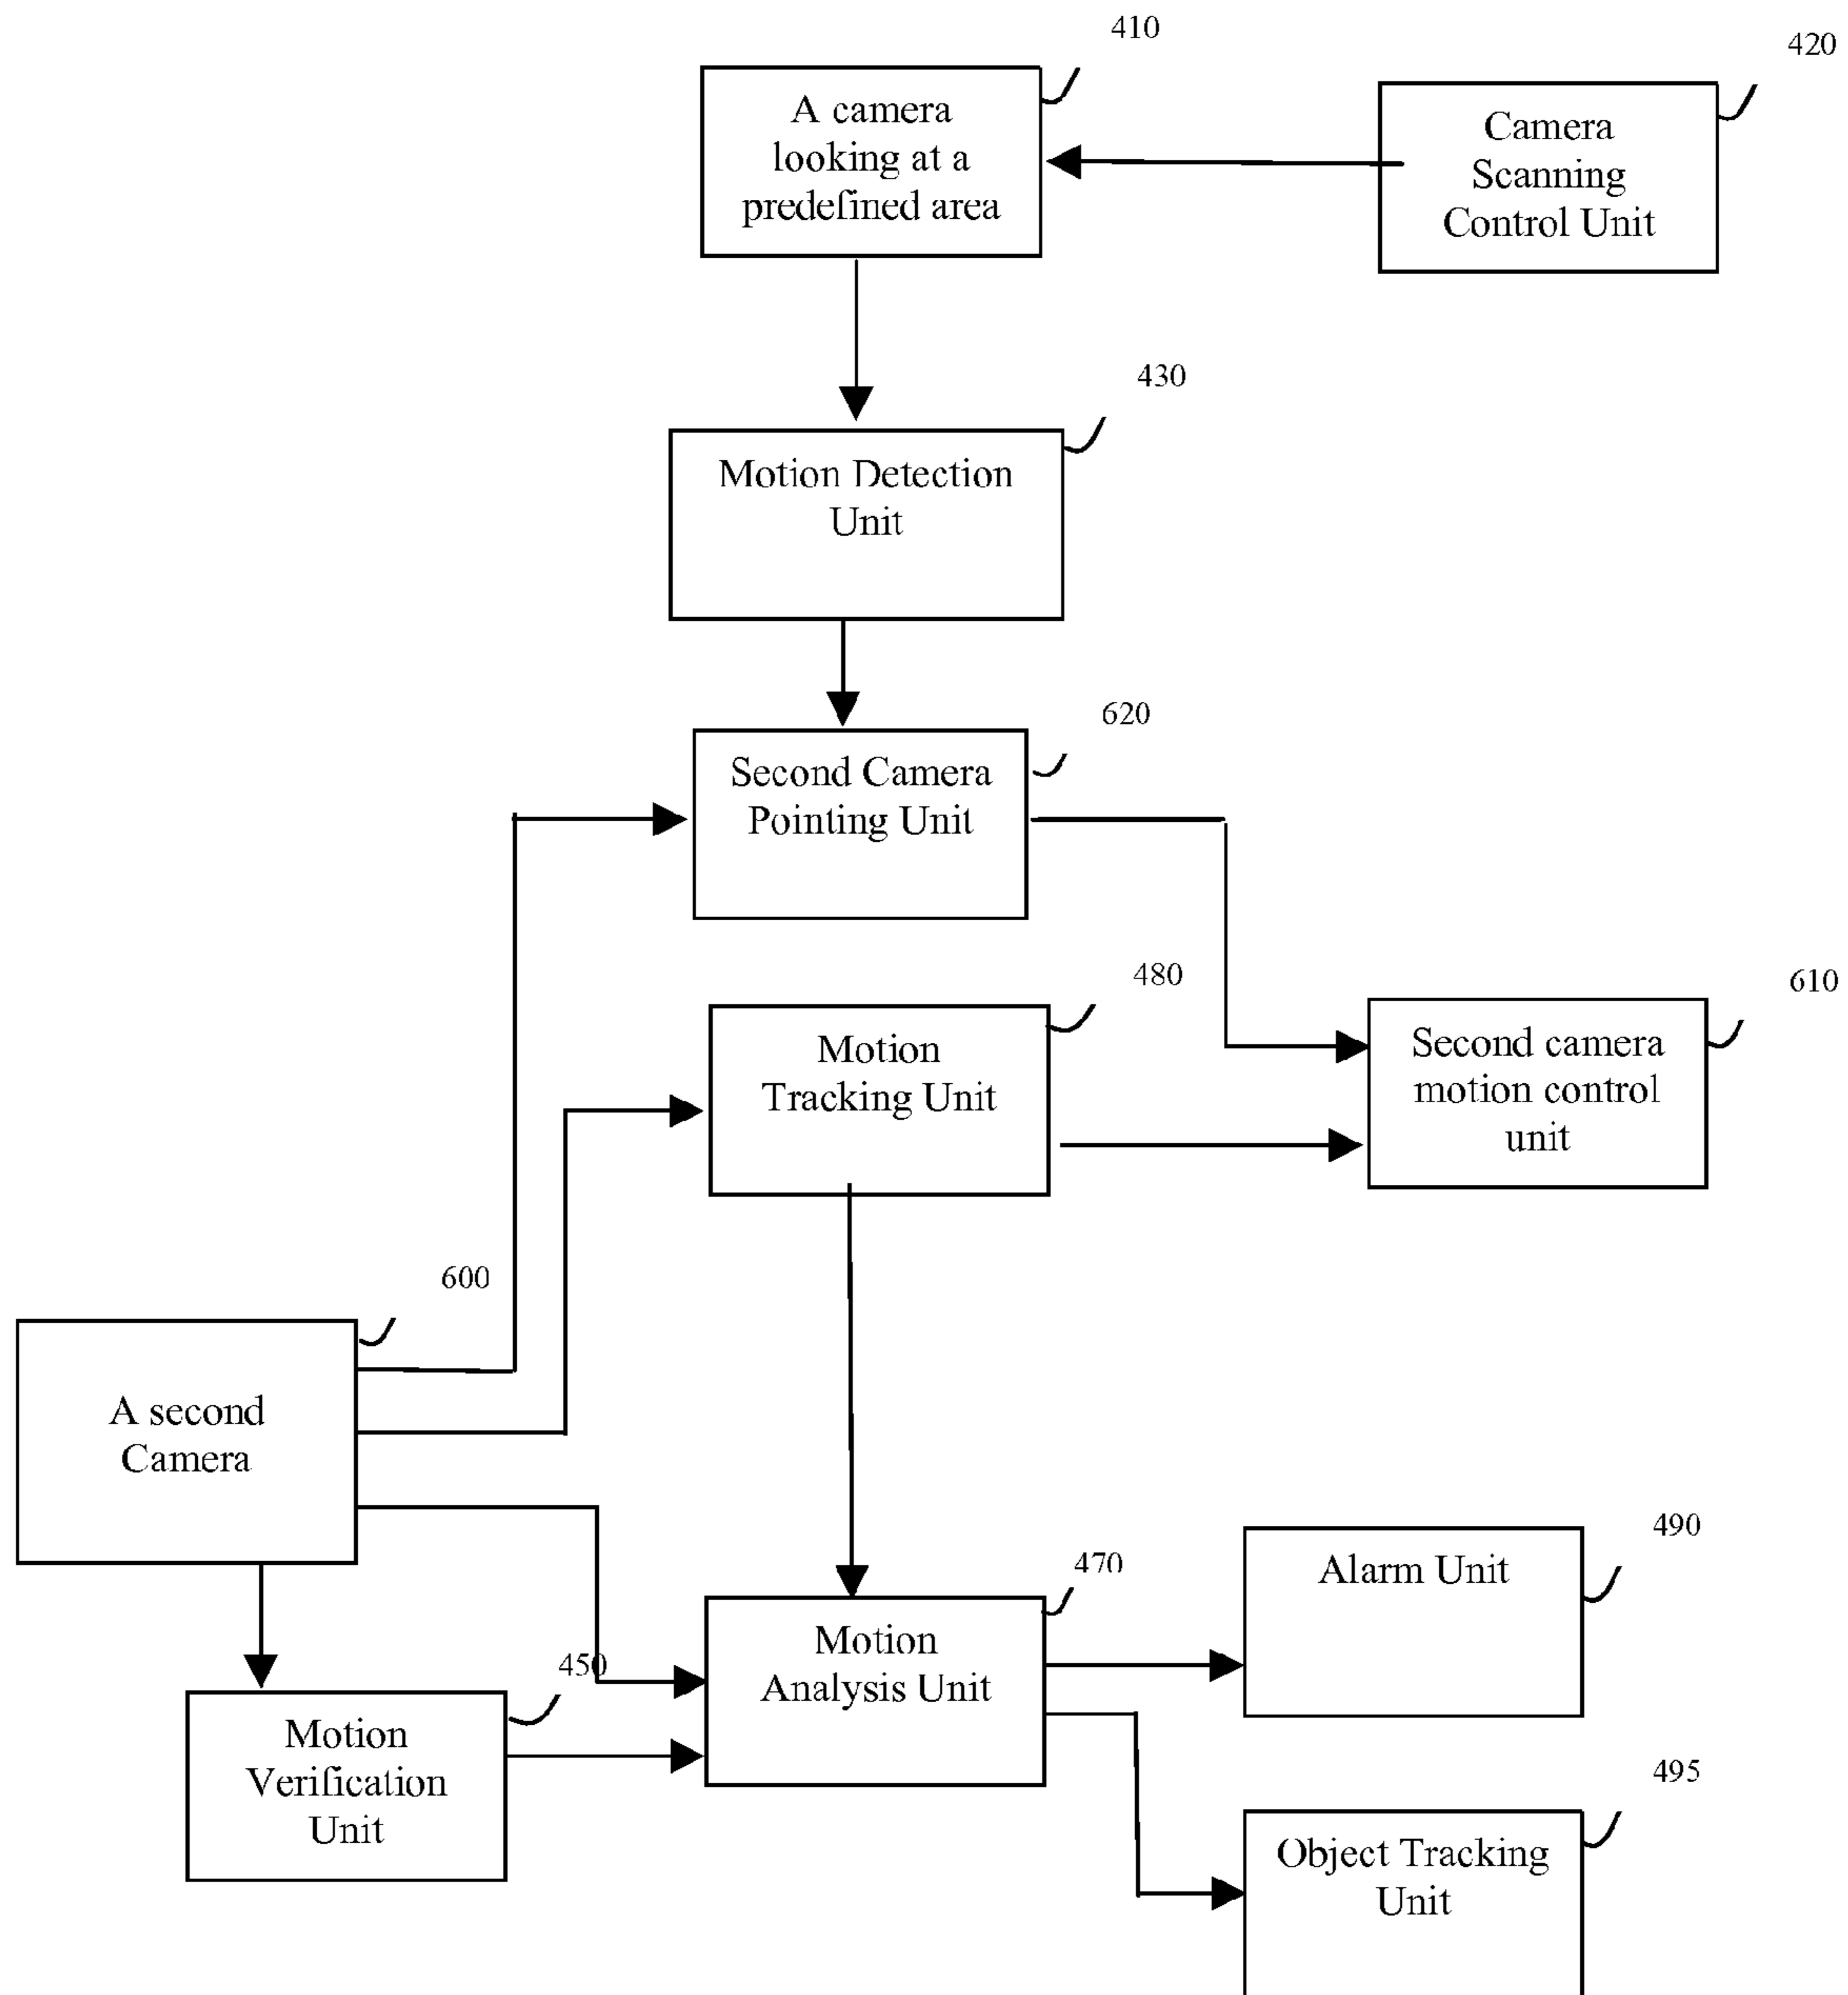 410
420
A camera
looking at a
predefined area
Camera
Scanning
Control Unit
430
Motion Detection
Unit
620
Second Camera
Pointing Unit
480
610
Motion
Tracking Unit
Second camera
motion control
unit
600
A second
Camera
490
470
Alarm Unit
Motion
Analysis Unit
450
Motion
Verification
Unit
495
Object Tracking
Unit